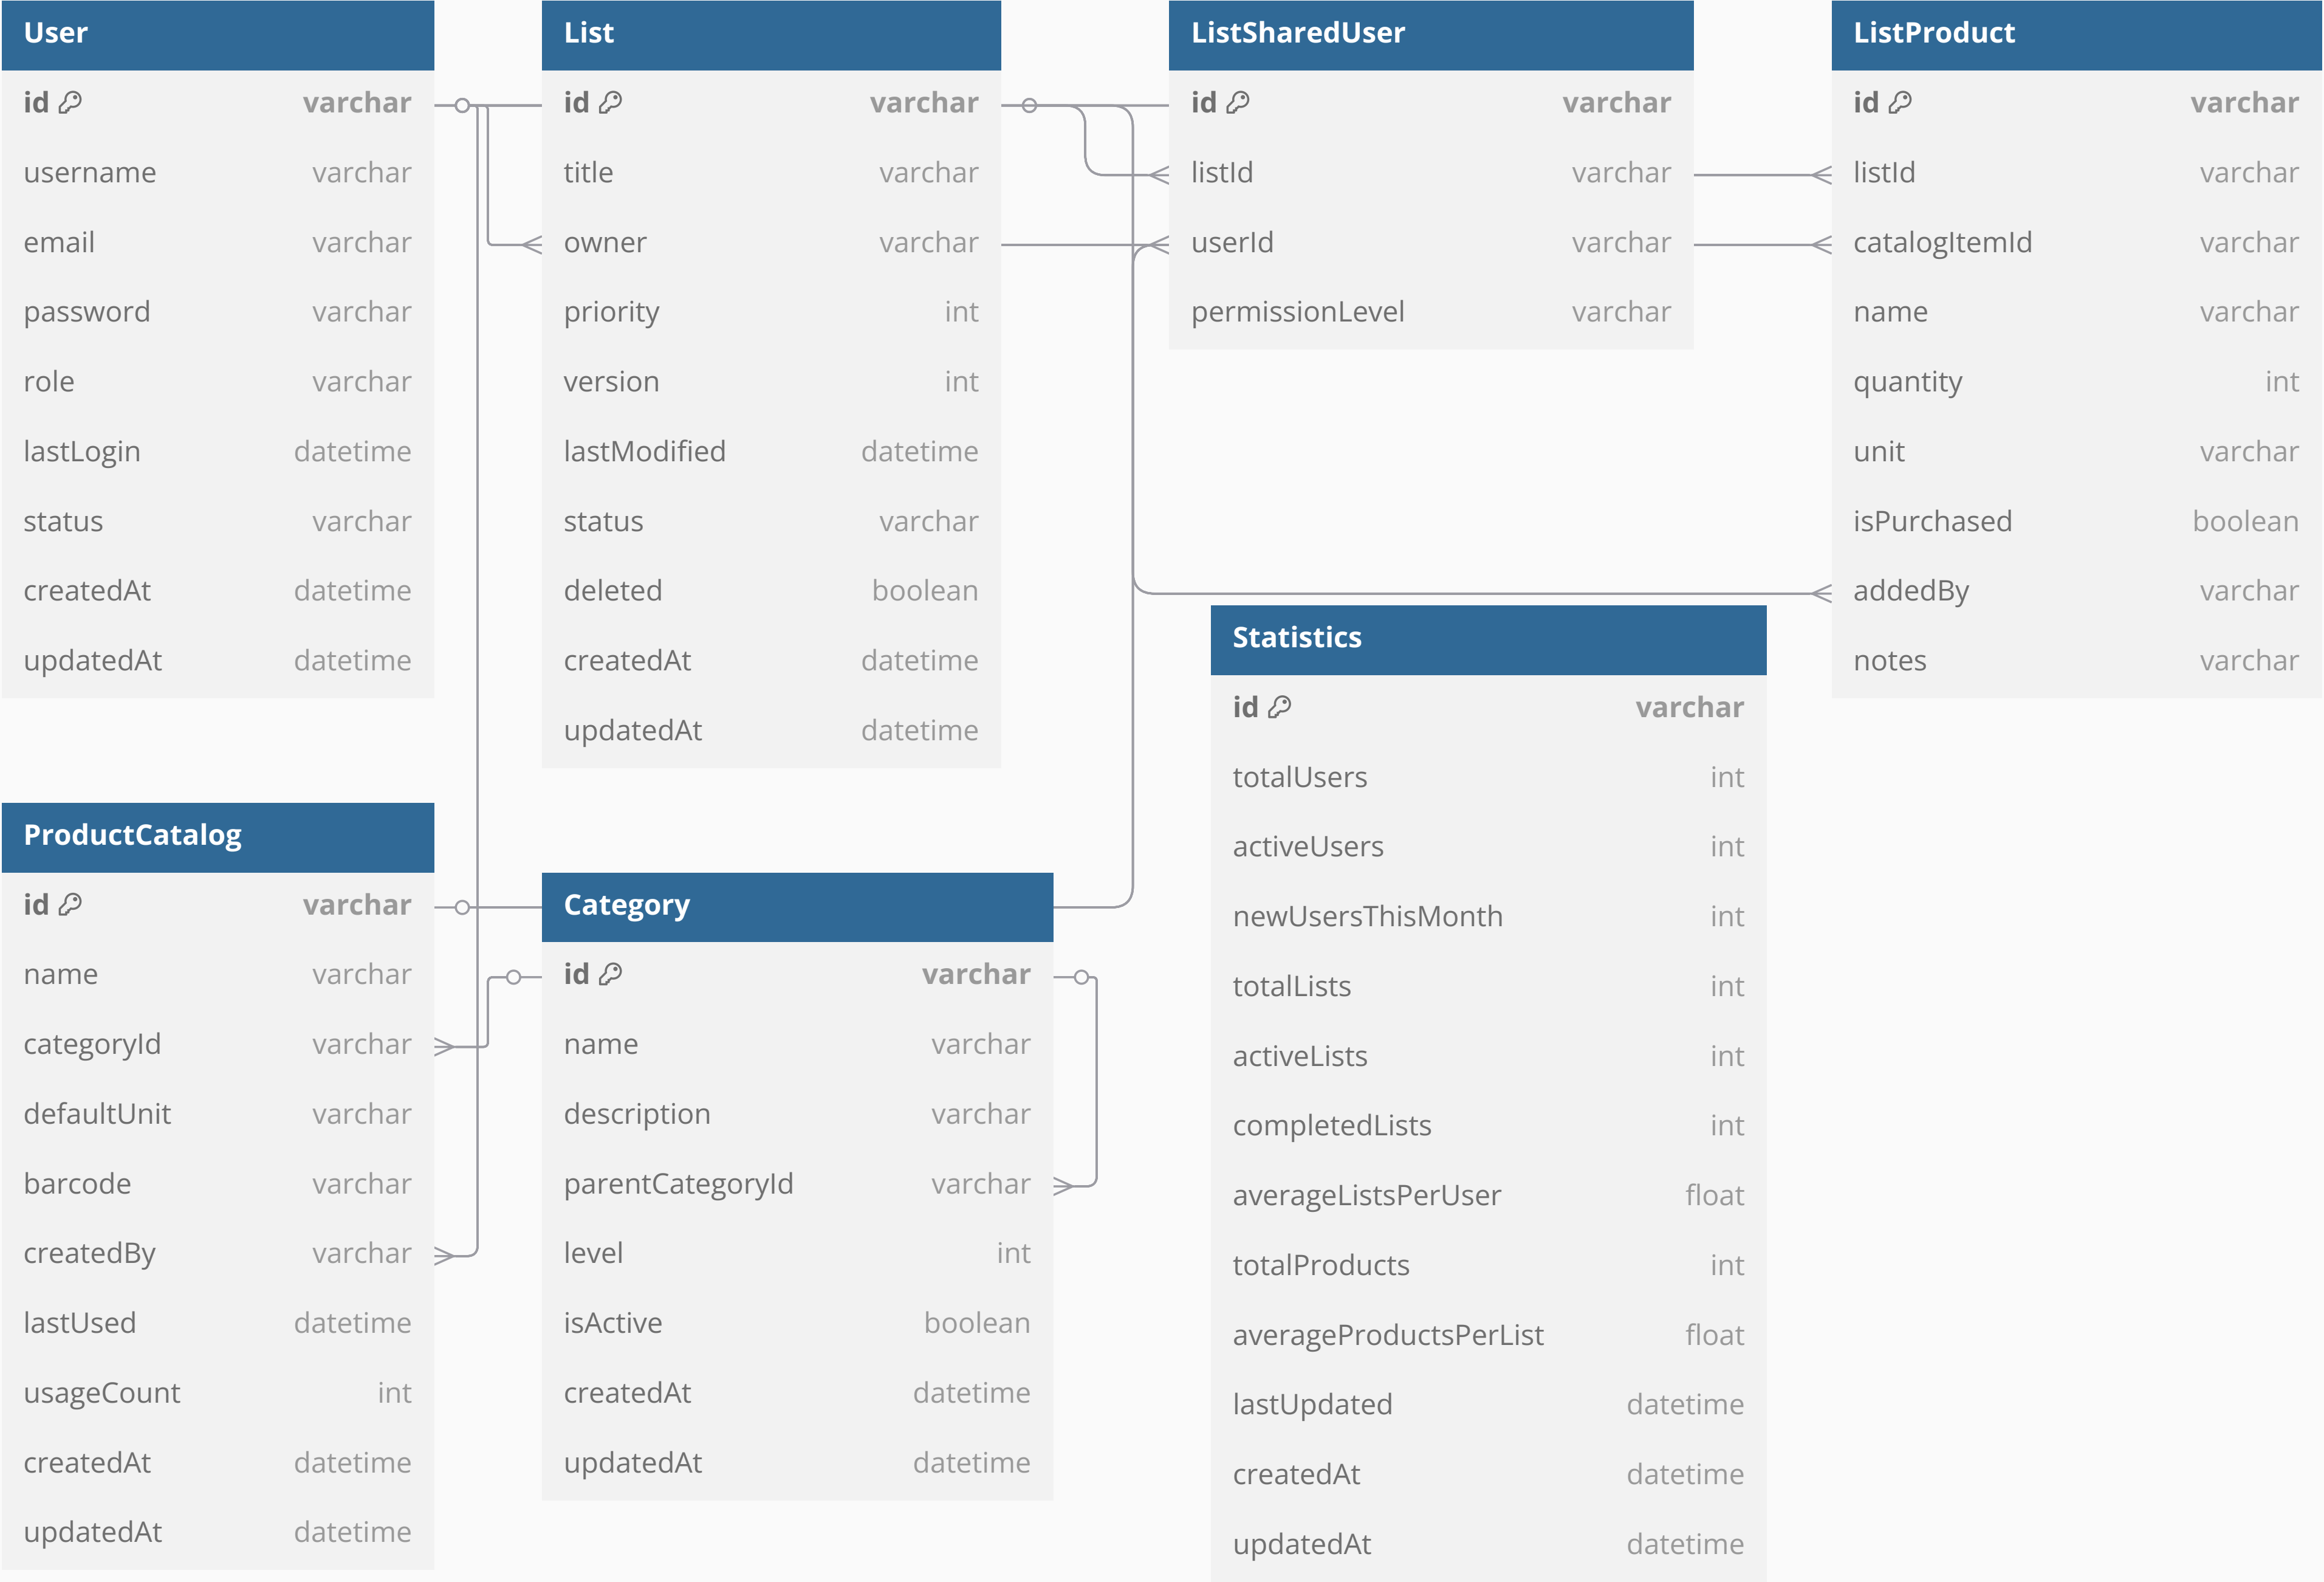 User
id varchar
username varchar
email varchar
password varchar
role varchar
lastLogin datetime
status varchar
createdAt datetime
updatedAt datetime
List
id varchar
title varchar
owner varchar
priority int
version int
lastModified datetime
status varchar
deleted boolean
createdAt datetime
updatedAt datetime
ListSharedUser
id varchar
listId varchar
userId varchar
permissionLevel varchar
ListProduct
id varchar
listId varchar
catalogItemId varchar
name varchar
quantity int
unit varchar
isPurchased boolean
addedBy varchar
notes varchar
ProductCatalog
id varchar
name varchar
categoryId varchar
defaultUnit varchar
barcode varchar
createdBy varchar
lastUsed datetime
usageCount int
createdAt datetime
updatedAt datetime
Category
id varchar
name varchar
description varchar
parentCategoryId varchar
level int
isActive boolean
createdAt datetime
updatedAt datetime
Statistics
id varchar
totalUsers int
activeUsers int
newUsersThisMonth int
totalLists int
activeLists int
completedLists int
averageListsPerUser float
totalProducts int
averageProductsPerList float
lastUpdated datetime
createdAt datetime
updatedAt datetime